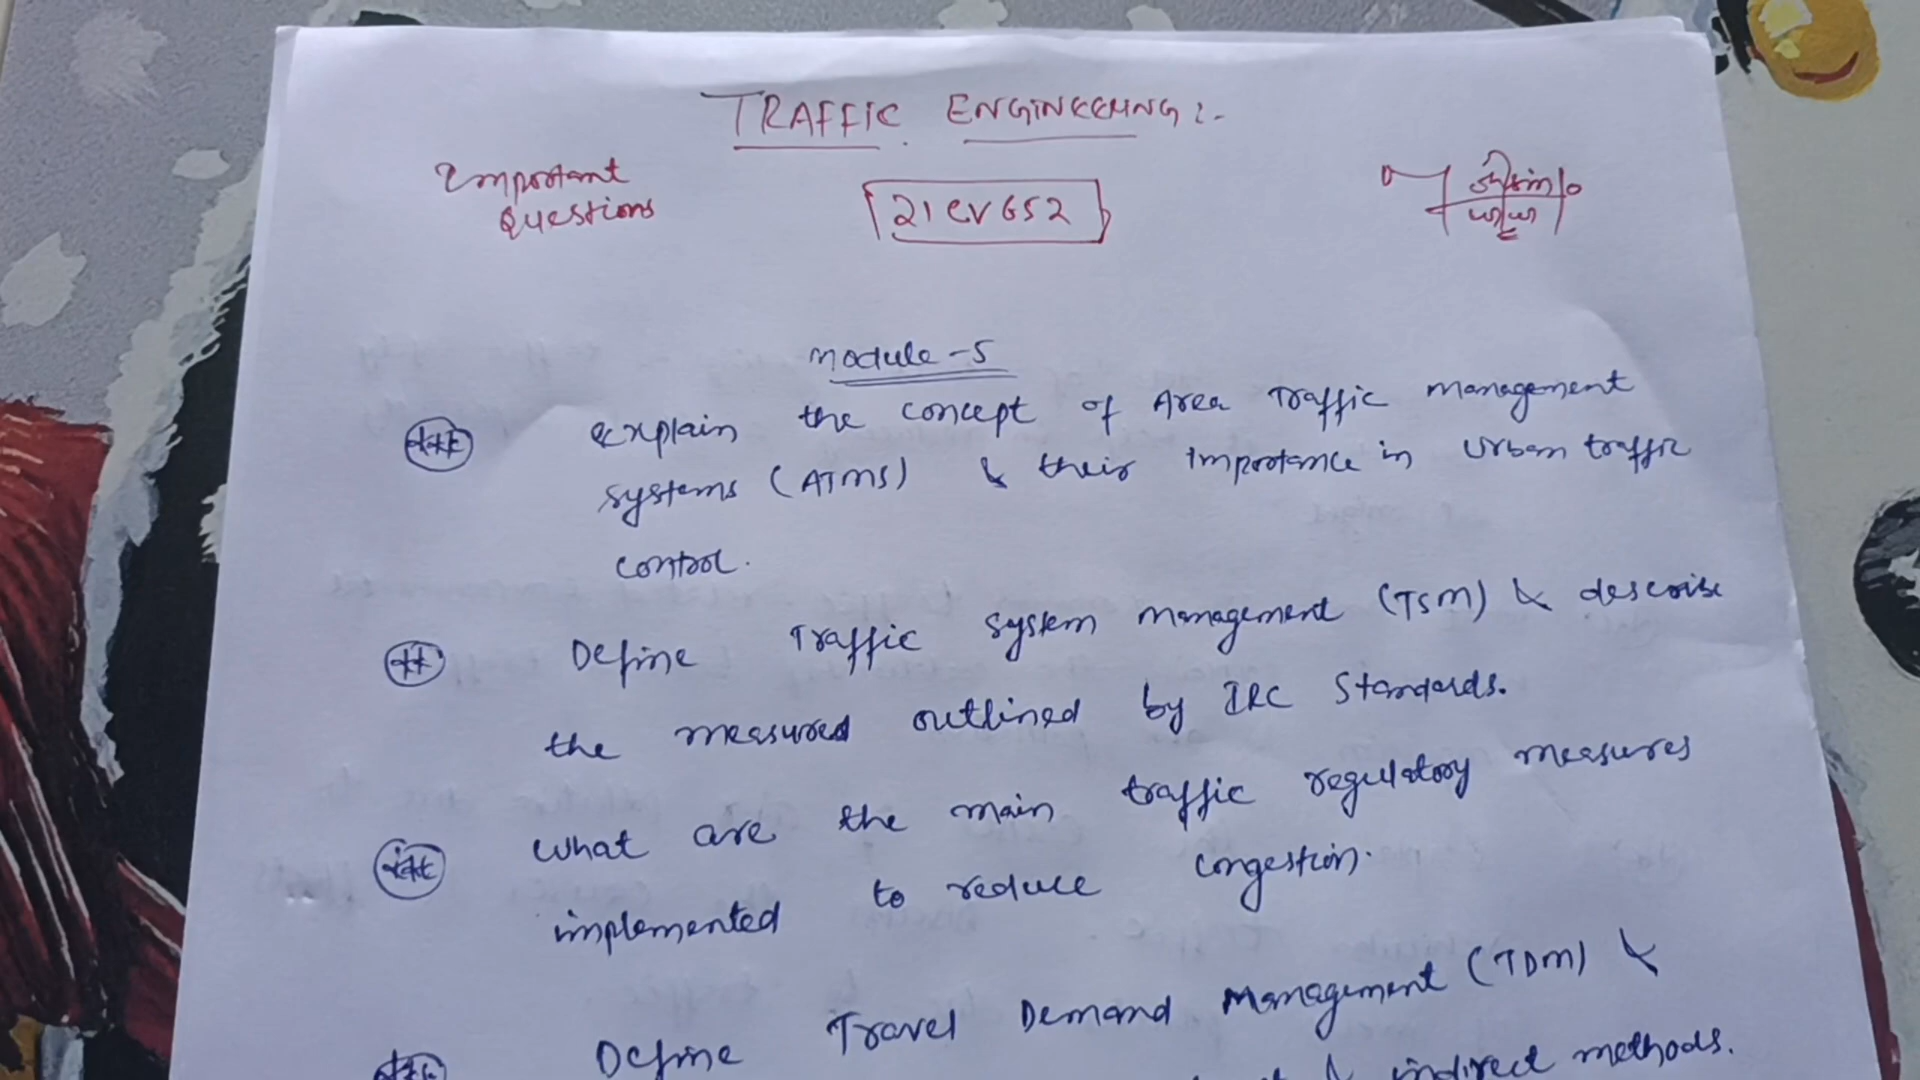 TRAFFIC ENGINEERING:-
Important
Questions
21CV652
Module-5
*** explain the concept of Area Traffic management
systems (ATMS) & their importance in urban traffic
control.
** Define Traffic system management (TSM) & describe
the measured outlined by IRC Standards.
what are the main traffic regulatory measures
implemented to reduce congestion.
Define Travel Demand Management (TDM) &
& indirect methods.